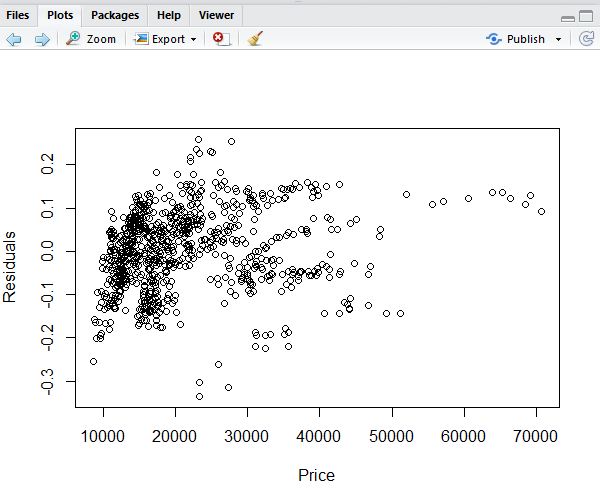 Files Plots Packages Help Viewer
Zoom Export Publish
0.2
0.1
0.0
-0.1
-0.2
-0.3
Residuals
10000 20000 30000 40000 50000 60000 70000
Price